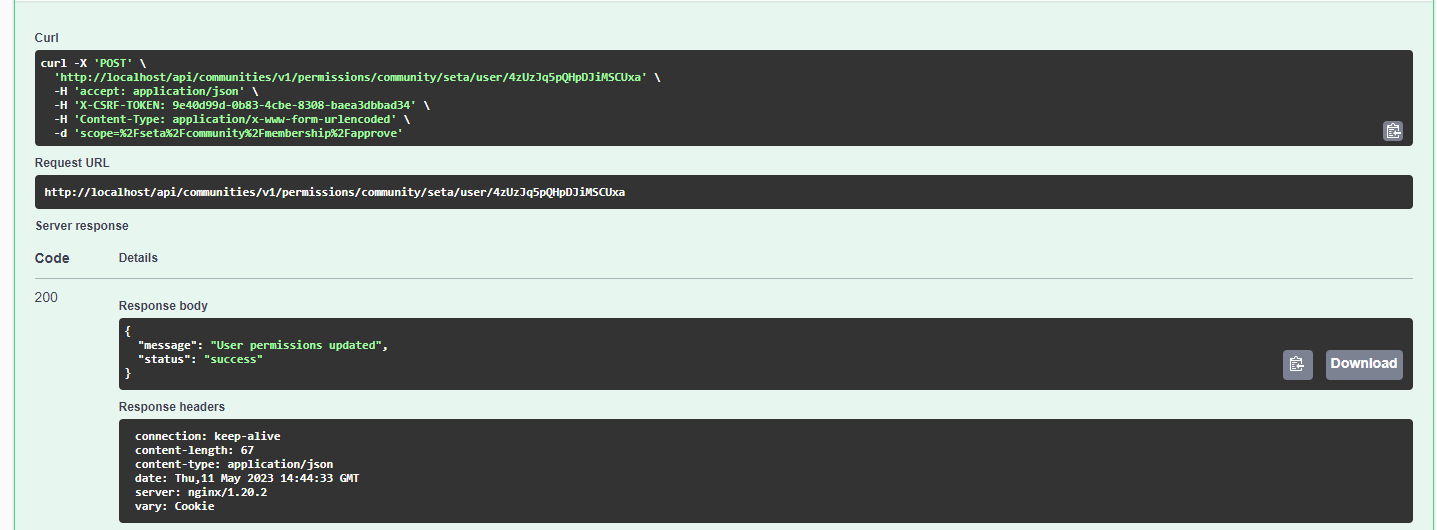 Curl
curl -X 'POST' \
'http://localhost/api/communities/v1/permissions/community/seta/user/4zUzJq5pQHpDJiMSCUxa' \
-H 'accept: application/json' \
-H 'X-CSRF-TOKEN: 9e40d99d-0b83-4cbe-8308-baea3dbbad34' \
-H 'Content-Type: application/x-www-form-urlencoded' \
-d 'scope=%2Fseta%2Fcommunity%2Fmembership%2Fapprove'
Request URL
http://localhost/api/communities/v1/permissions/community/seta/user/4zUzJq5pQHpDJiMSCUxa
Server response
Code Details
200
Response body
{
"message": "User permissions updated",
"status": "success"
}
Download
Response headers
connection: keep-alive
content-length: 67
content-type: application/json
date: Thu,11 May 2023 14:44:33 GMT
server: nginx/1.20.2
vary: Cookie